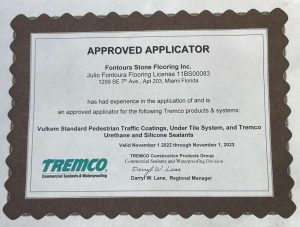 APPROVED APPLICATOR
Fontoura Stone Flooring Inc.
Julio Fontoura Flooring License 11BS00083
1299 SE 7th Ave., Apt 203, Miami Florida
has had experience in the application of and is
an approved applicator for the following Tremco products & systems:
Vulkem Standard Pedestrian Traffic Coatings, Under Tile System, and Tremco
Urethane and Silicone Sealants
Valid November 1 2022 through November 1, 2023
TREMCO
Commercial Sealants & Waterproofing
TREMCO Construction Products Group
Commercial Sealants and Waterproofing Division
Darryl W. Lane
Darryl W. Lane, Regional Manager